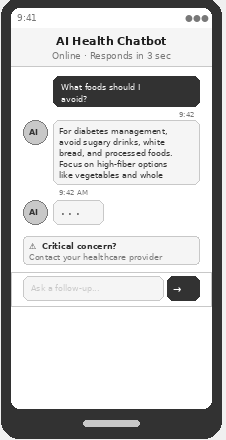 9:41
AI Health Chatbot
Online · Responds in 3 sec
What foods should I
avoid?
9:42
AI
For diabetes management,
avoid sugary drinks, white
bread, and processed foods.
Focus on high-fiber options
like vegetables and whole
9:42 AM
AI
...
⚠ Critical concern?
Contact your healthcare provider
Ask a follow-up...
→